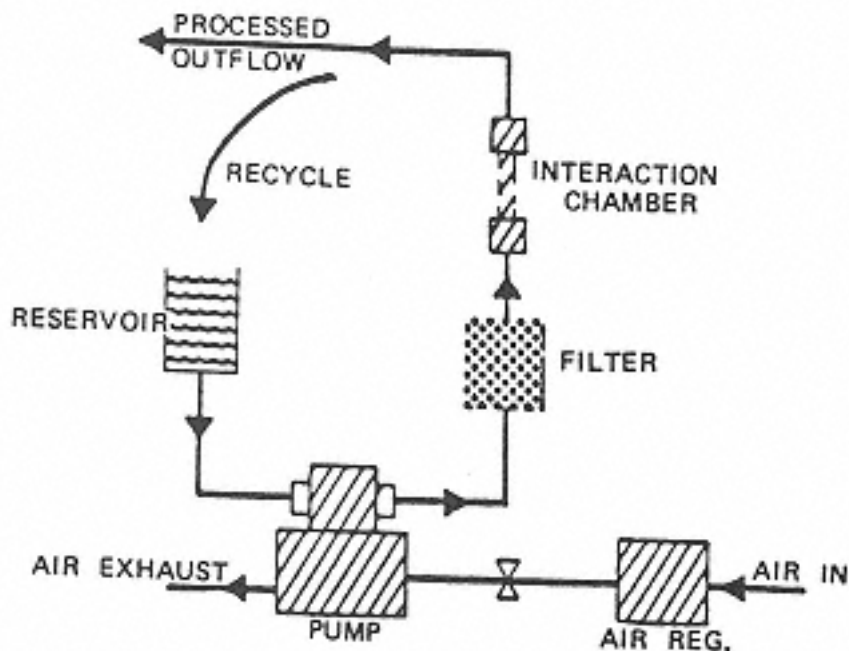 PROCESSED
OUTFLOW
RECYCLE
INTERACTION
CHAMBER
RESERVOIR
FILTER
AIR EXHAUST
AIR IN
PUMP
AIR REG.